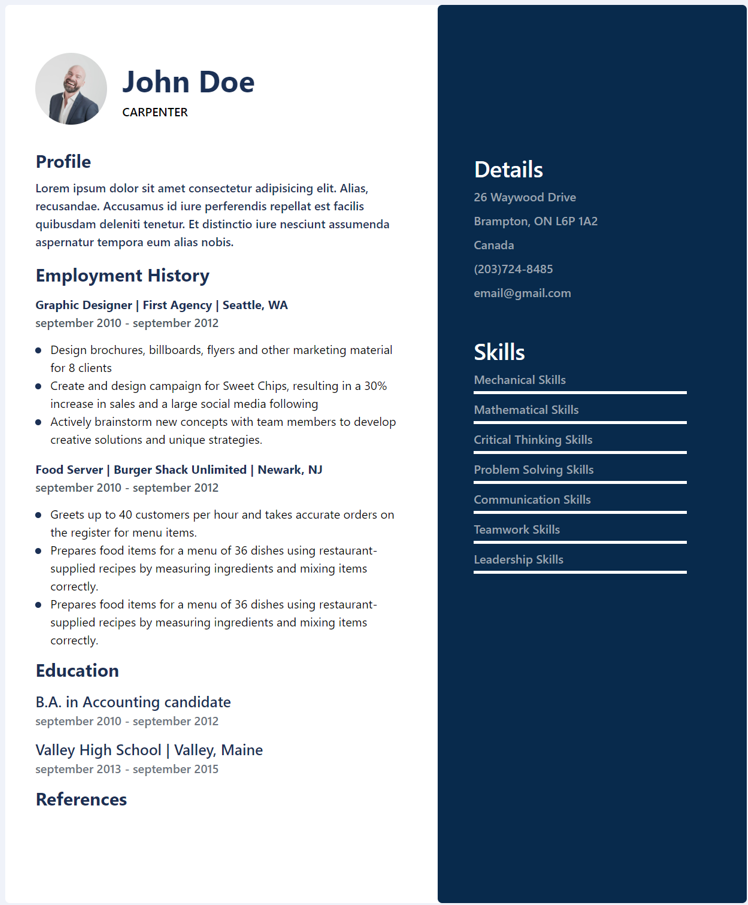 John Doe
CARPENTER
Profile
Lorem ipsum dolor sit amet consectetur adipisicing elit. Alias,
recusandae. Accusamus id iure perferendis repellat est facilis
quibusdam deleniti tenetur. Et distinctio iure nesciunt assumenda
aspernatur tempora eum alias nobis.
Employment History
Graphic Designer | First Agency | Seattle, WA
september 2010 - september 2012
Design brochures, billboards, flyers and other marketing material
for 8 clients
Create and design campaign for Sweet Chips, resulting in a 30%
increase in sales and a large social media following
Actively brainstorm new concepts with team members to develop
creative solutions and unique strategies.
Food Server | Burger Shack Unlimited | Newark, NJ
september 2010 - september 2012
Greets up to 40 customers per hour and takes accurate orders on
the register for menu items.
Prepares food items for a menu of 36 dishes using restaurant-
supplied recipes by measuring ingredients and mixing items
correctly.
Prepares food items for a menu of 36 dishes using restaurant-
supplied recipes by measuring ingredients and mixing items
correctly.
Education
B.A. in Accounting candidate
september 2010 - september 2012
Valley High School | Valley, Maine
september 2013 - september 2015
References
Details
26 Waywood Drive
Brampton, ON L6P 1A2
Canada
(203)724-8485
email@gmail.com
Skills
Mechanical Skills
Mathematical Skills
Critical Thinking Skills
Problem Solving Skills
Communication Skills
Teamwork Skills
Leadership Skills